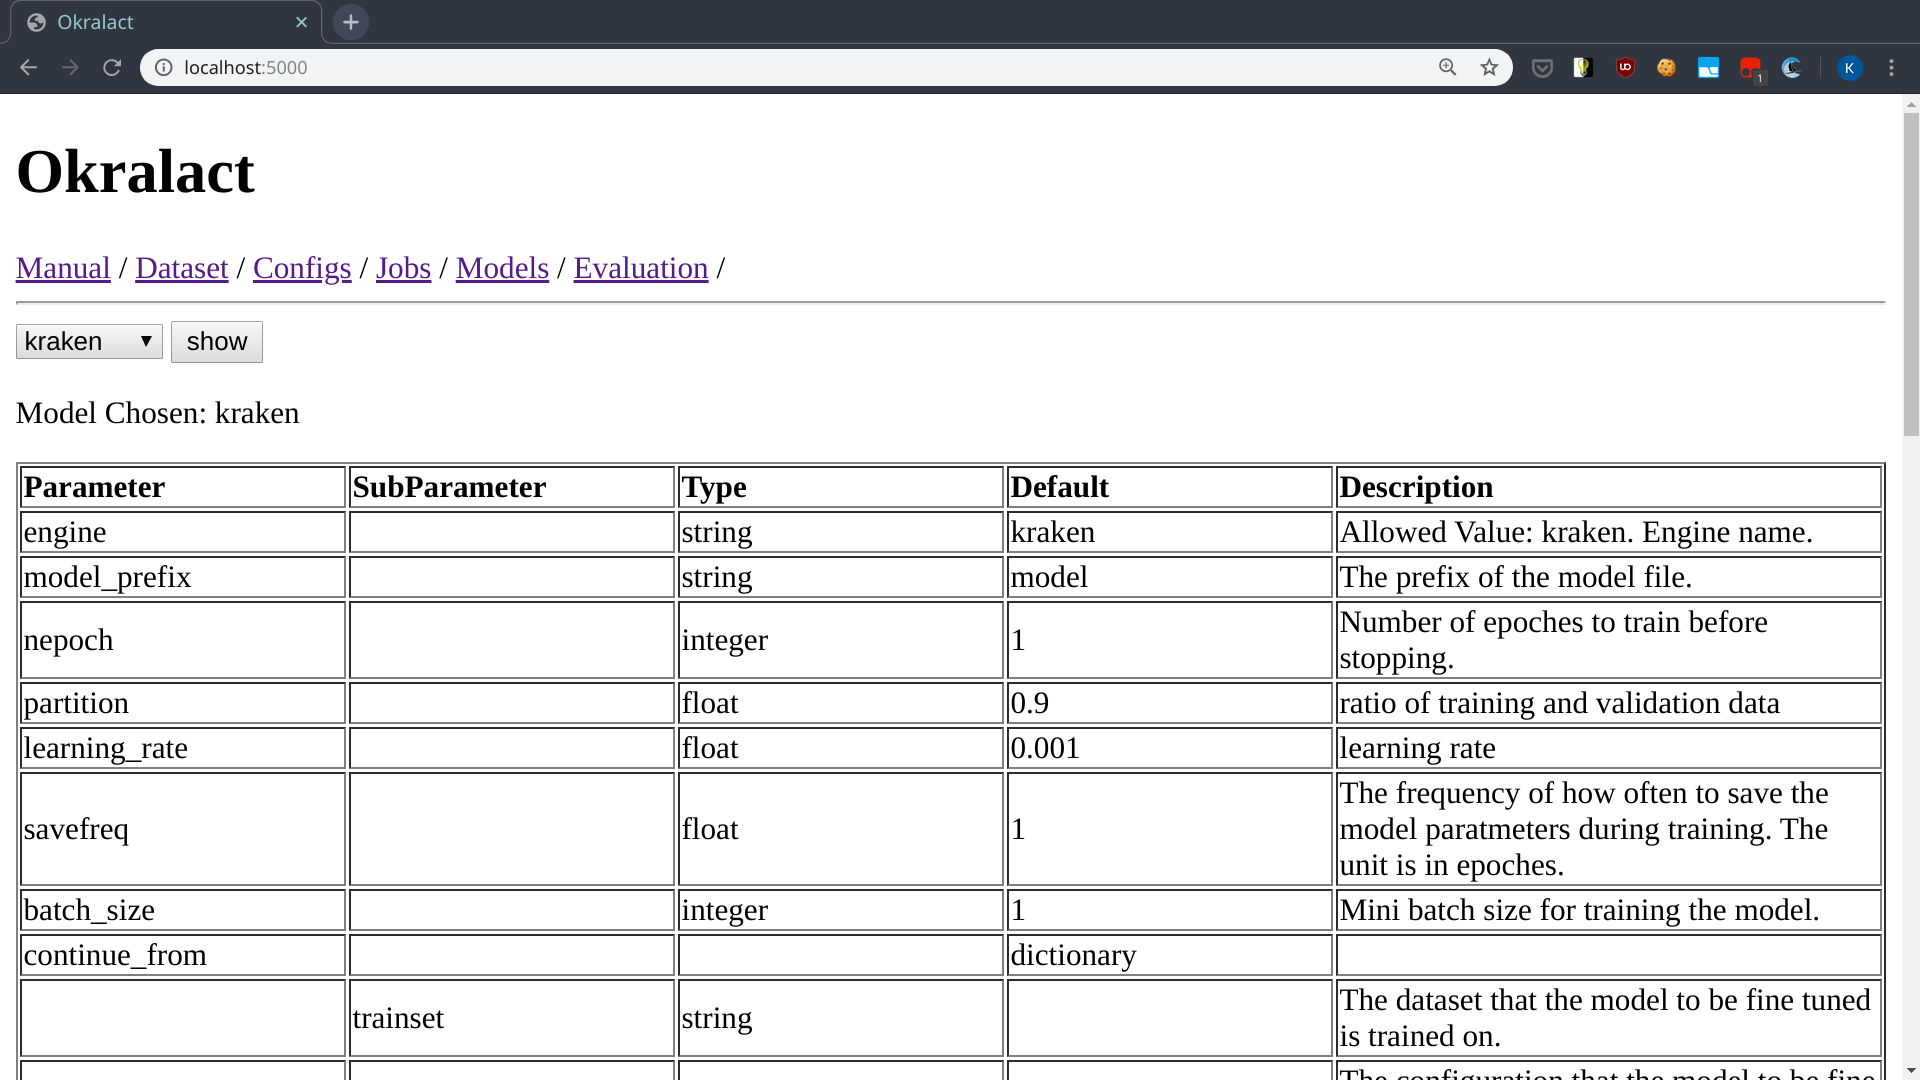 Okralact
localhost:5000
1
K
Okralact
Manual / Dataset / Configs / Jobs / Models / Evaluation /
kraken show
Model Chosen: kraken
Parameter SubParameter Type Default Description
engine string kraken Allowed Value: kraken. Engine name.
model_prefix string model The prefix of the model file.
nepoch integer 1 Number of epoches to train before
stopping.
partition float 0.9 ratio of training and validation data
learning_rate float 0.001 learning rate
savefreq float 1 The frequency of how often to save the
model paratmeters during training. The
unit is in epoches.
batch_size integer 1 Mini batch size for training the model.
continue_from dictionary
trainset string The dataset that the model to be fine tuned
is trained on.
The configuration that the model to be fine